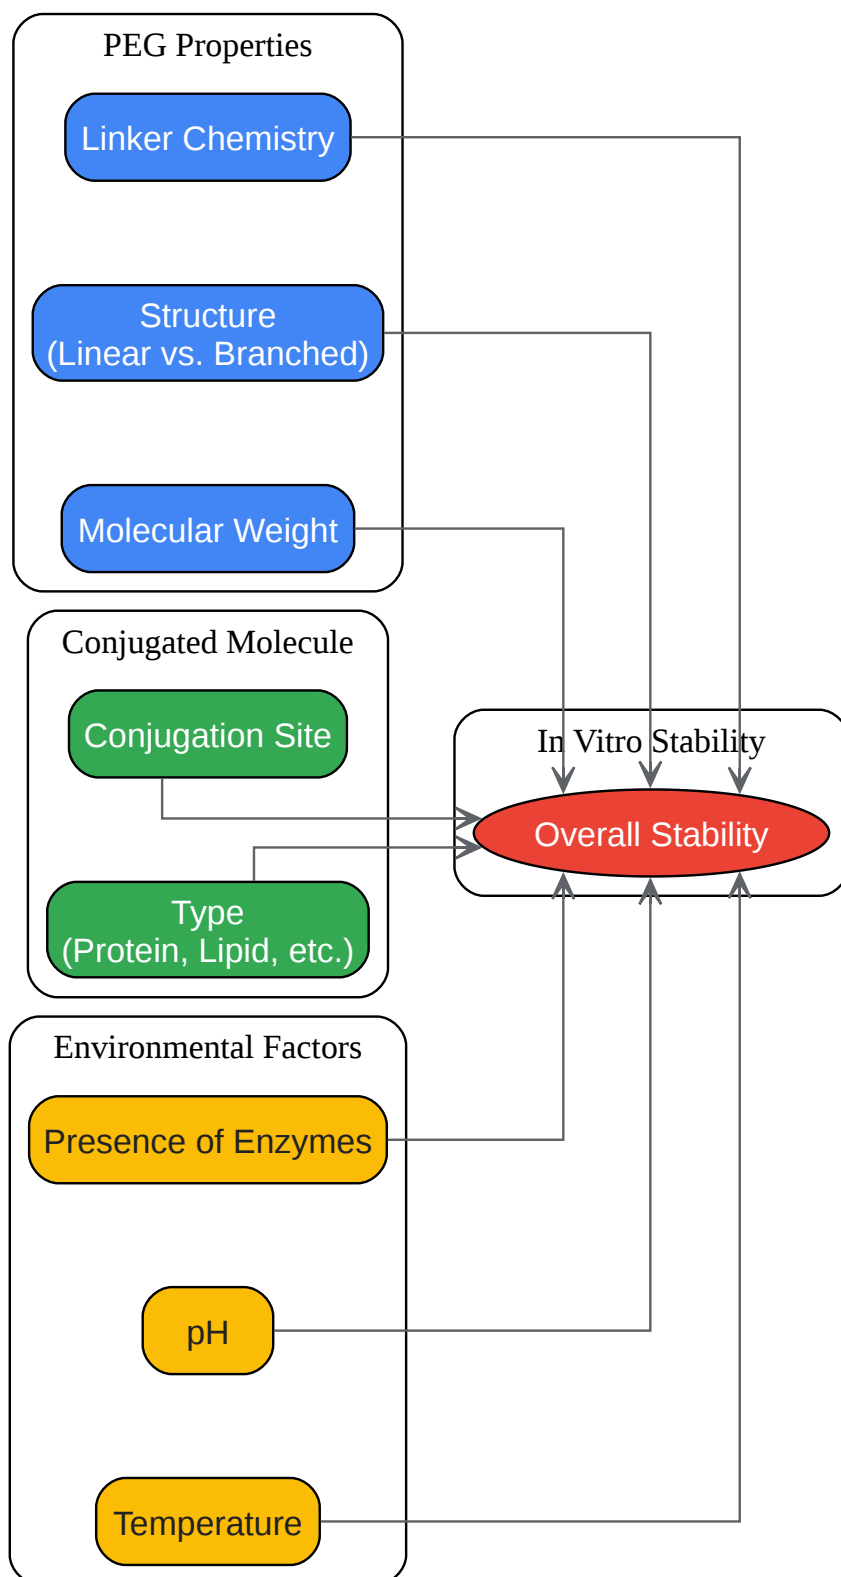 PEG Properties
Linker Chemistry
Structure
(Linear vs. Branched)
Molecular Weight
Conjugated Molecule
Conjugation Site
Type
(Protein, Lipid, etc.)
In Vitro Stability
Overall Stability
Environmental Factors
Presence of Enzymes
pH
Temperature